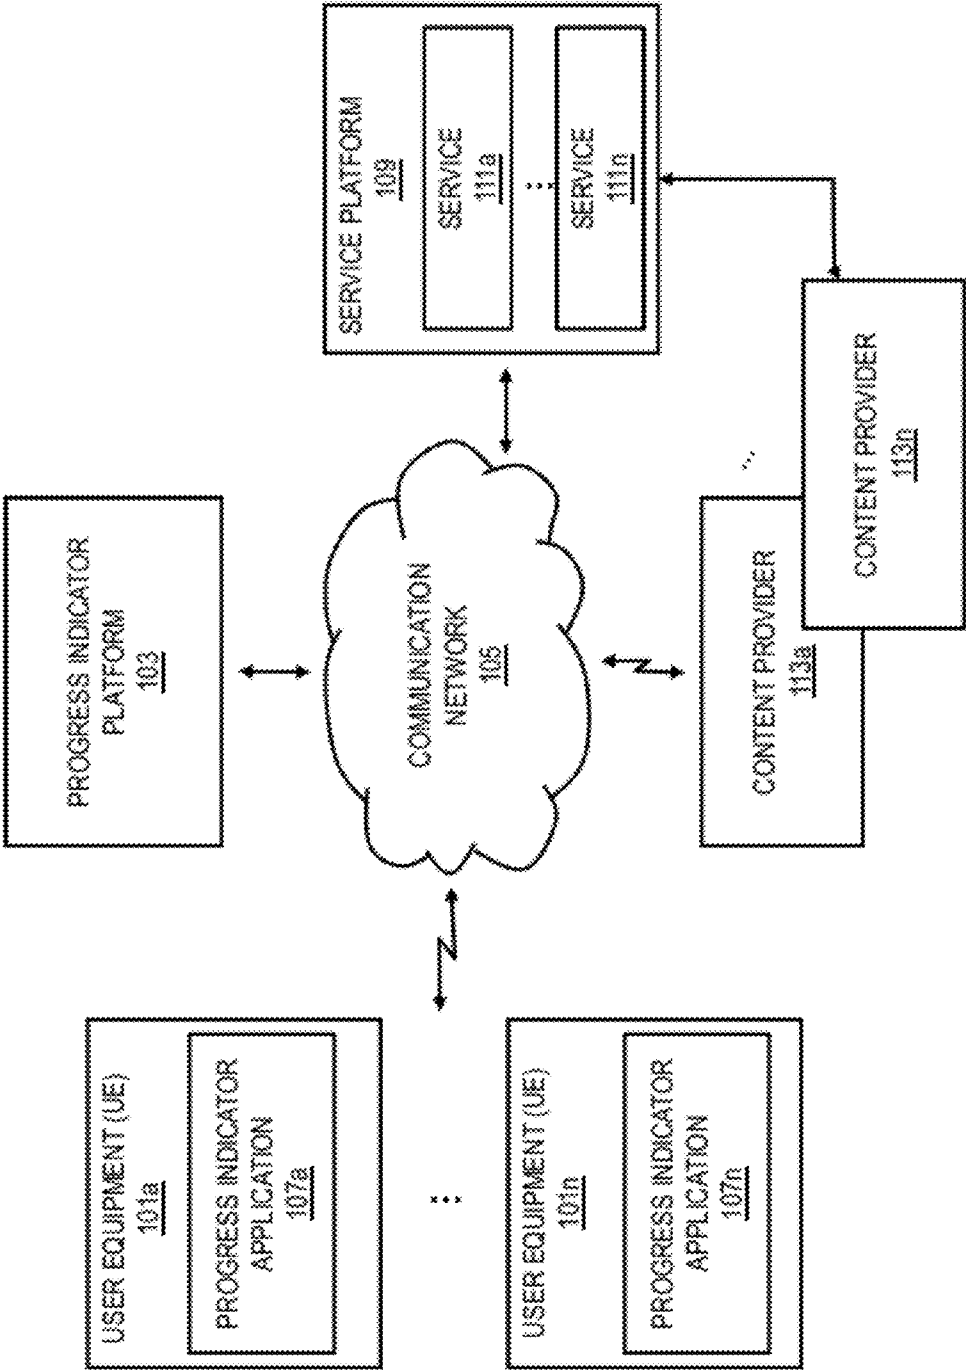 PROGRESS INDICATOR
PLATFORM
103
USER EQUIPMENT (UE)
101a
PROGRESS INDICATOR
APPLICATION
107a
...
USER EQUIPMENT (UE)
101n
PROGRESS INDICATOR
APPLICATION
107n
COMMUNICATION
NETWORK
105
SERVICE PLATFORM
109
SERVICE
111a
...
SERVICE
111n
CONTENT PROVIDER
113a
...
CONTENT PROVIDER
113n